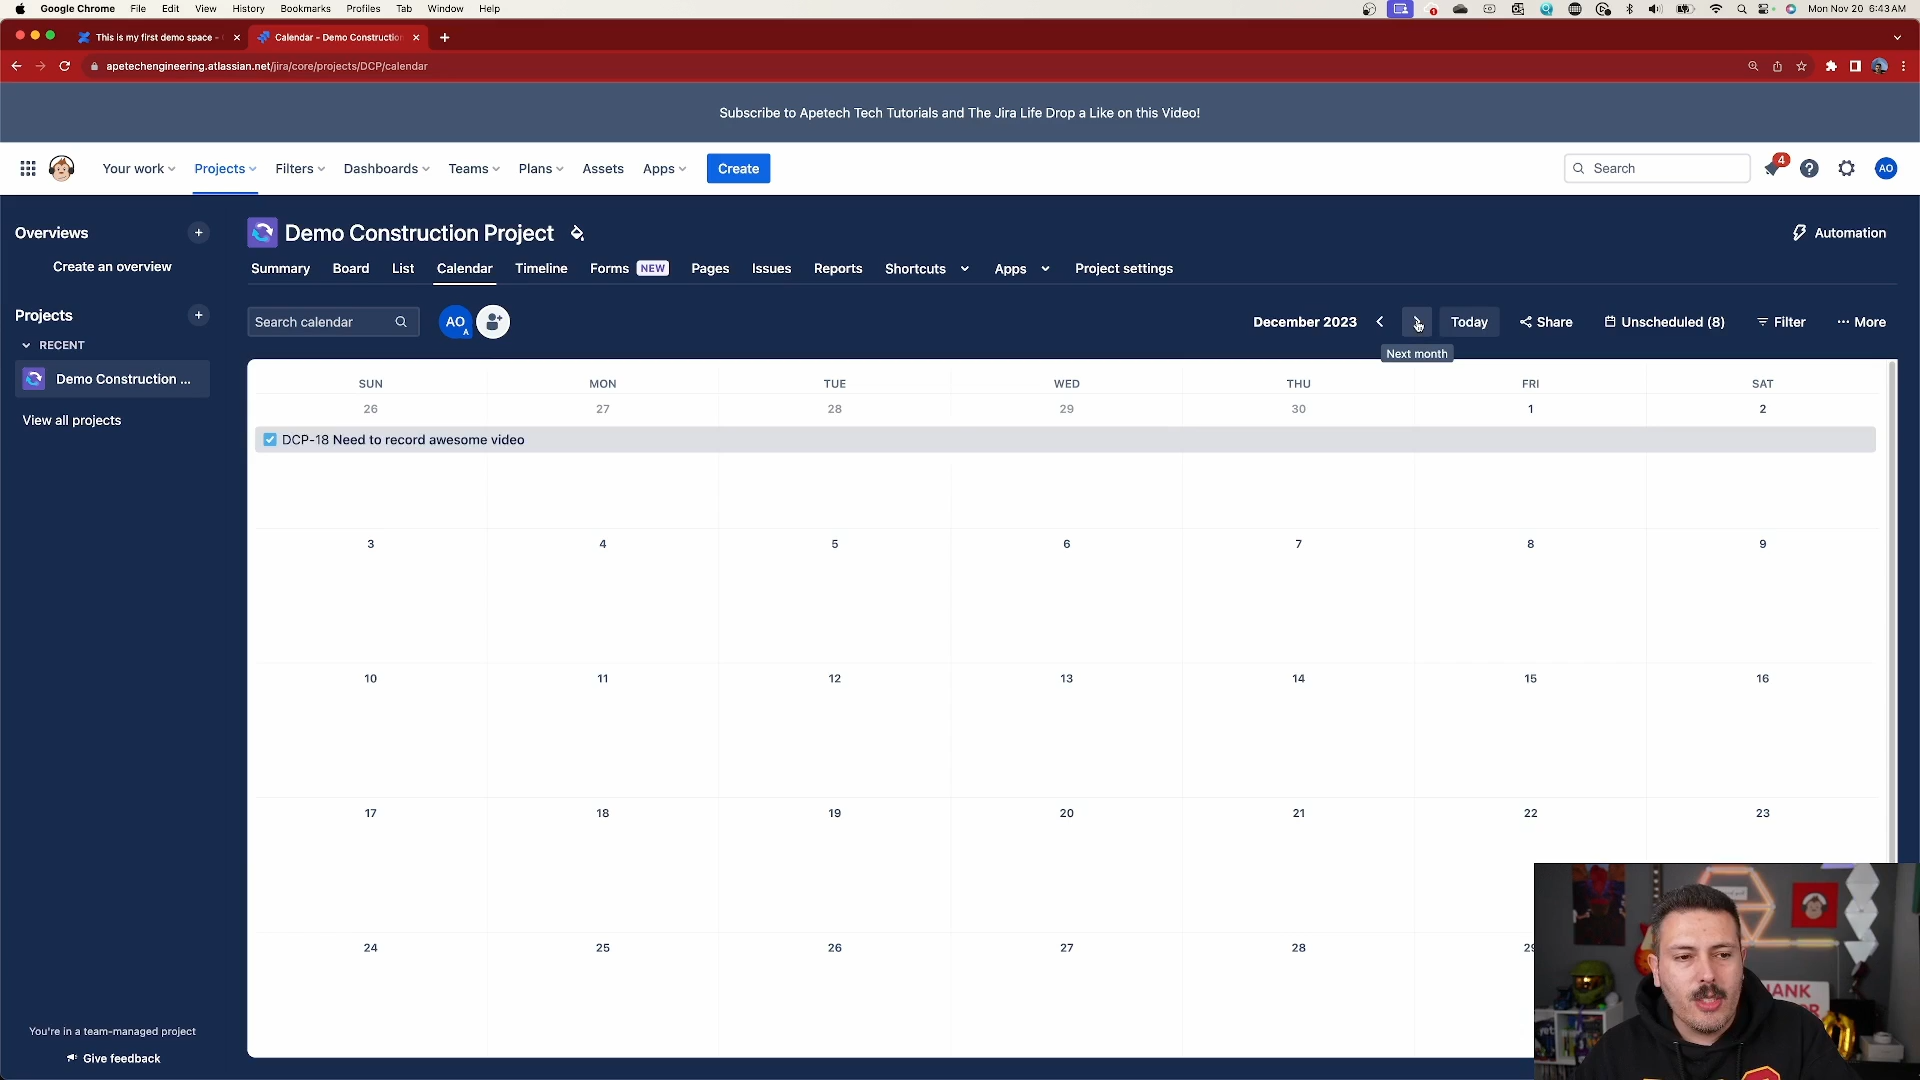 Google Chrome File Edit View History Bookmarks Profiles Tab Window Help Mon Nov 20 6:43 AM
This is my first demo space - Calendar - Demo Construction
apetechengineering.atlassian.net/jira/core/projects/DCP/calendar
Subscribe to Apetech Tech Tutorials and The Jira Life Drop a Like on this Video!
Your work Projects Filters Dashboards Teams Plans Assets Apps Create Search 4 AO
Overviews
Create an overview
Projects
RECENT
Demo Construction ...
View all projects
Demo Construction Project Automation
Summary Board List Calendar Timeline Forms NEW Pages Issues Reports Shortcuts Apps Project settings
Search calendar AO A December 2023 Today Share Unscheduled (8) Filter More
Next month
SUN MON TUE WED THU FRI SAT
26 27 28 29 30 1 2
DCP-18 Need to record awesome video
3 4 5 6 7 8 9
10 11 12 13 14 15 16
17 18 19 20 21 22 23
24 25 26 27 28
You're in a team-managed project
Give feedback